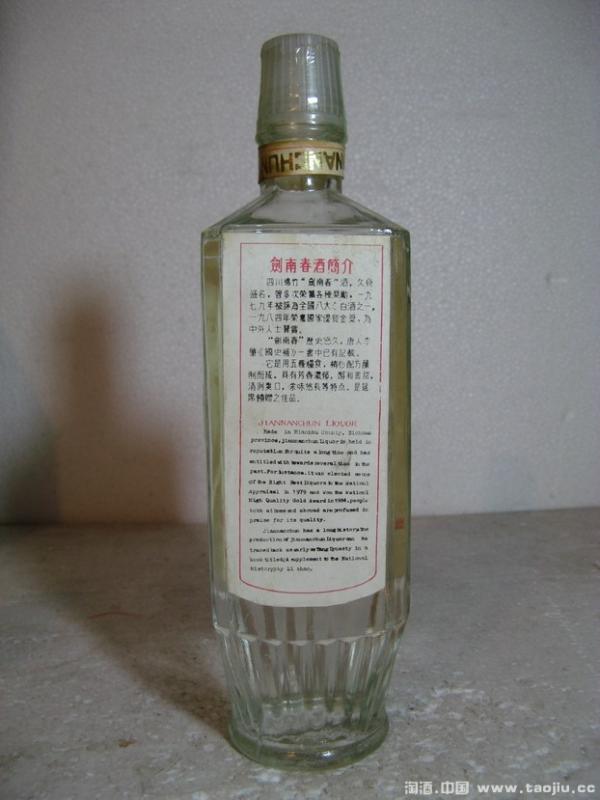 NANCHUN
劍南春酒簡介
四川綿竹"劍南春"酒，久負
盛名，曾多次榮獲各種獎勵，一九
七九年被評為全國八大名白酒之一，
一九八四年榮獲國家優質金獎，為
中外人士贊賞。
"劍南春"歷史悠久，唐人李
肇《國史補》一書中已有記載。
它是用五種糧食，精心配方釀
制而成，具有芳香濃郁，醇和回甜，
清冽爽口，余味悠長等特点，是延
席饋贈之佳品。
JIANNANCHUN LIQUOR
Made in Mianzhu County, Sichuan
province, jiannanchun liquor is held in
reputation for quite a long time and has
entitled with awards several time in the
past. For instance. it was elected as one
of the Eight Best Liquors in the National
Appraisal in 1979 and won the National
High Quality Gold Award in 1984. people
both at home and abroad are profused in
praise for its quality.
Jiannanchun has a long history the
production of jiannanchun liquor can be
traced back as early as Tang Dynasty in a
book titled A supplement to the National
History by Li zhao.
淘酒.中国 www.taojiu.cc